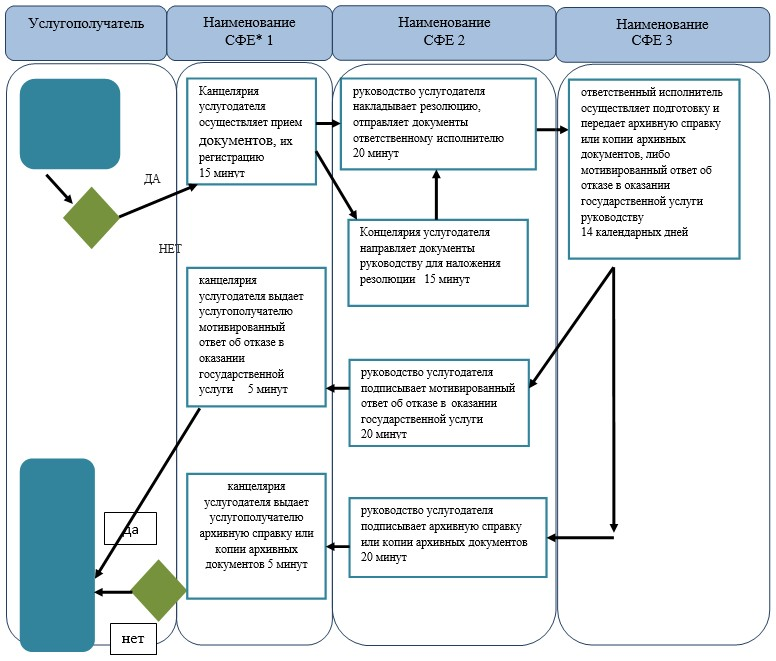 Услугополучатель
Наименование
СФЕ* 1
Наименование
СФЕ 2
Наименование
СФЕ 3
Канцелярия
услугодателя
осуществляет прием
документов, их
регистрацию
15 минут
руководство услугодателя
накладывает резолюцию,
отправляет документы
ответственному исполнителю
20 минут
ответственный исполнитель
осуществляет подготовку и
передает архивную справку
или копии архивных
документов, либо
мотивированный ответ об
отказе в оказании
государственной услуги
руководству
14 календарных дней
ДА
НЕТ
Концелярия услугодателя
направляет документы
руководству для наложения
резолюции 15 минут
канцелярия
услугодателя выдает
услугополучателю
мотивированный
ответ об отказе в
оказании
государственной
услуги 5 минут
руководство услугодателя
подписывает мотивированный
ответ об отказе в оказании
государственной услуги
20 минут
канцелярия
услугодателя выдает
услугополучателю
архивную справку или
копии архивных
документов 5 минут
руководство услугодателя
подписывает архивную справку
или копии архивных документов
20 минут
да
нет